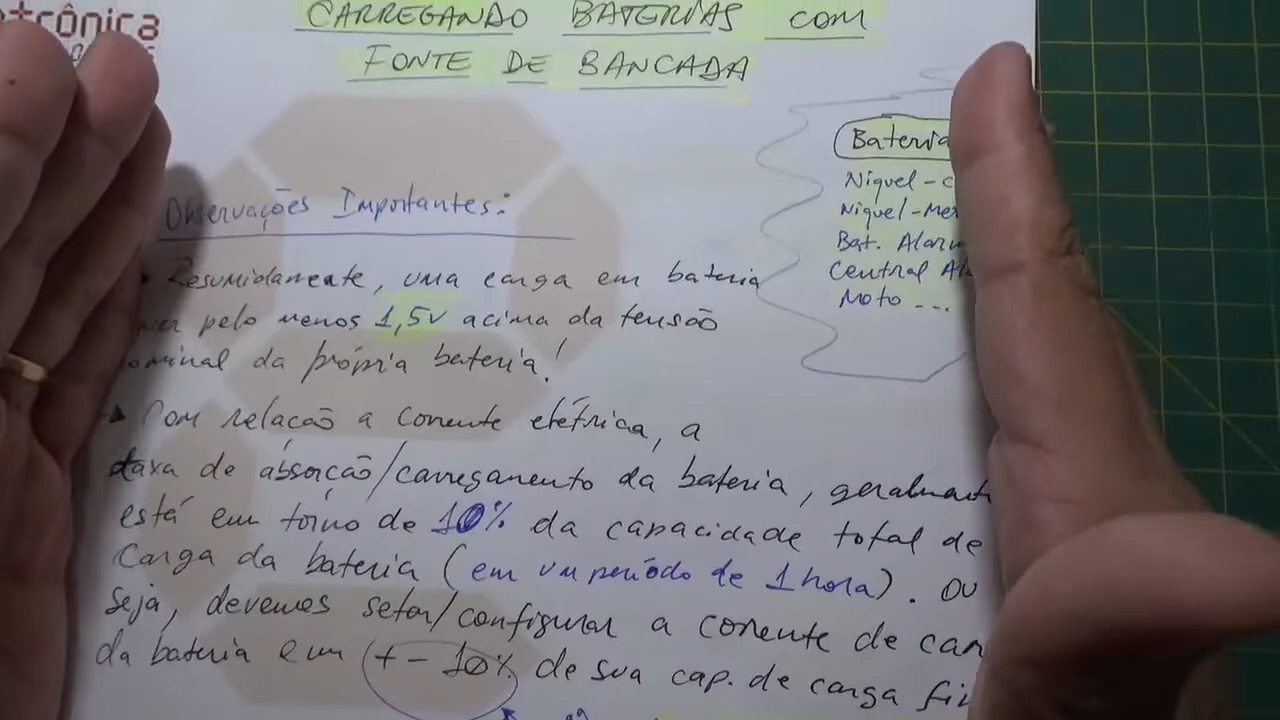 trônica
CARREGANDO BATERIAS COM
FONTE DE BANCADA
Bateria
Níquel - c
Níquel-Me
Bat. Alar
Central Al
Moto ...
Observações Importantes:
Resumidamente, uma carga em bateria
pelo menos 1,5V acima da tensão
nominal da própria bateria!
Com relação a corrente elétrica, a
taxa de absorção/carregamento da bateria, geralment
está em torno de 10% da capacidade total de
Carga da bateria (em um período de 1 hora). OU
seja, devemos setar/configurar a corrente de car
da bateria em + - 10% de sua cap. de carga fi